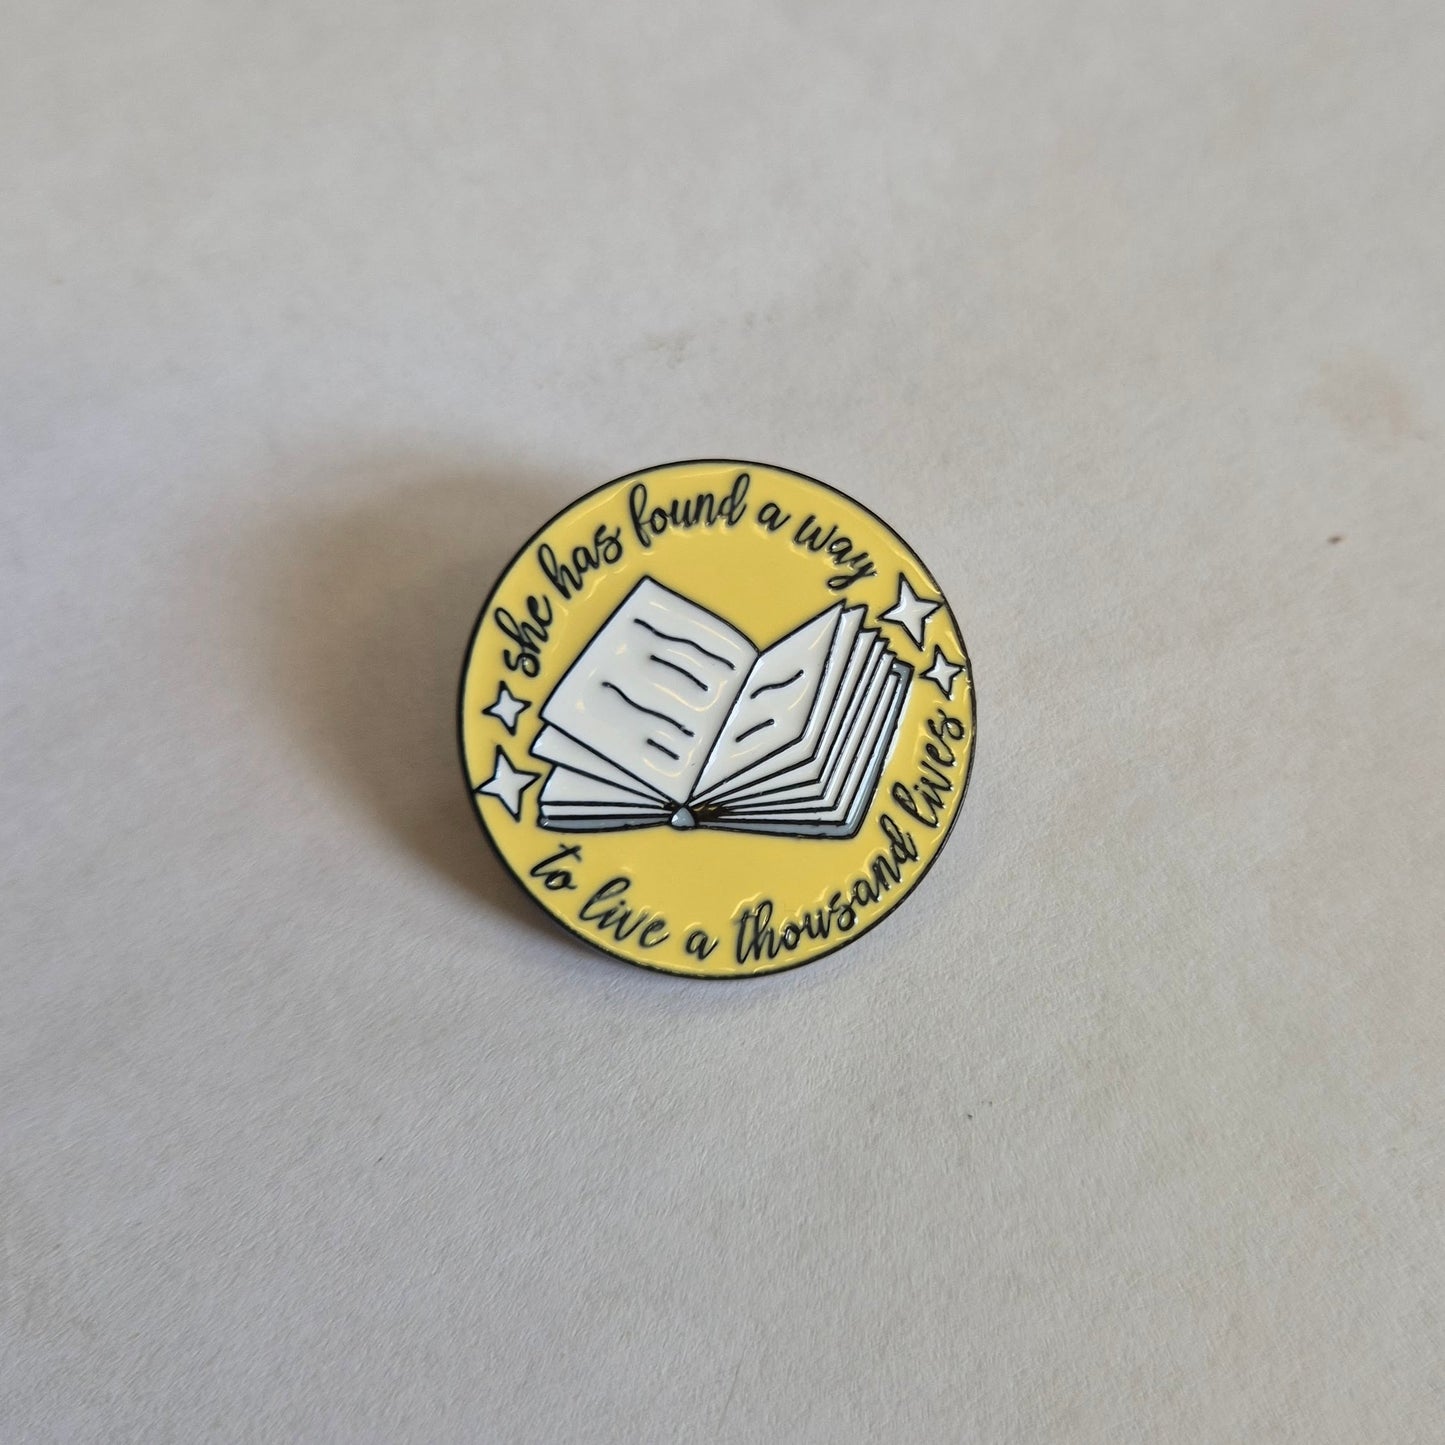 she has found a way
to live a thousand lives